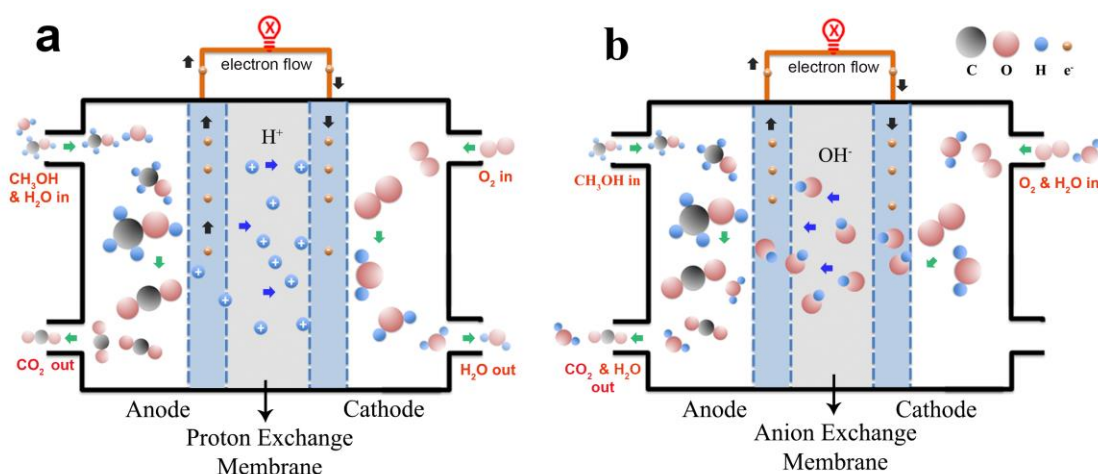 a
X
electron flow
H⁺
CH₃OH
& H₂O in
O₂ in
CO₂ out
H₂O out
Anode
Cathode
Proton Exchange
Membrane
b
X
electron flow
C O H e⁻
OH⁻
CH₃OH in
O₂ & H₂O in
CO₂ & H₂O
out
Anode
Cathode
Anion Exchange
Membrane